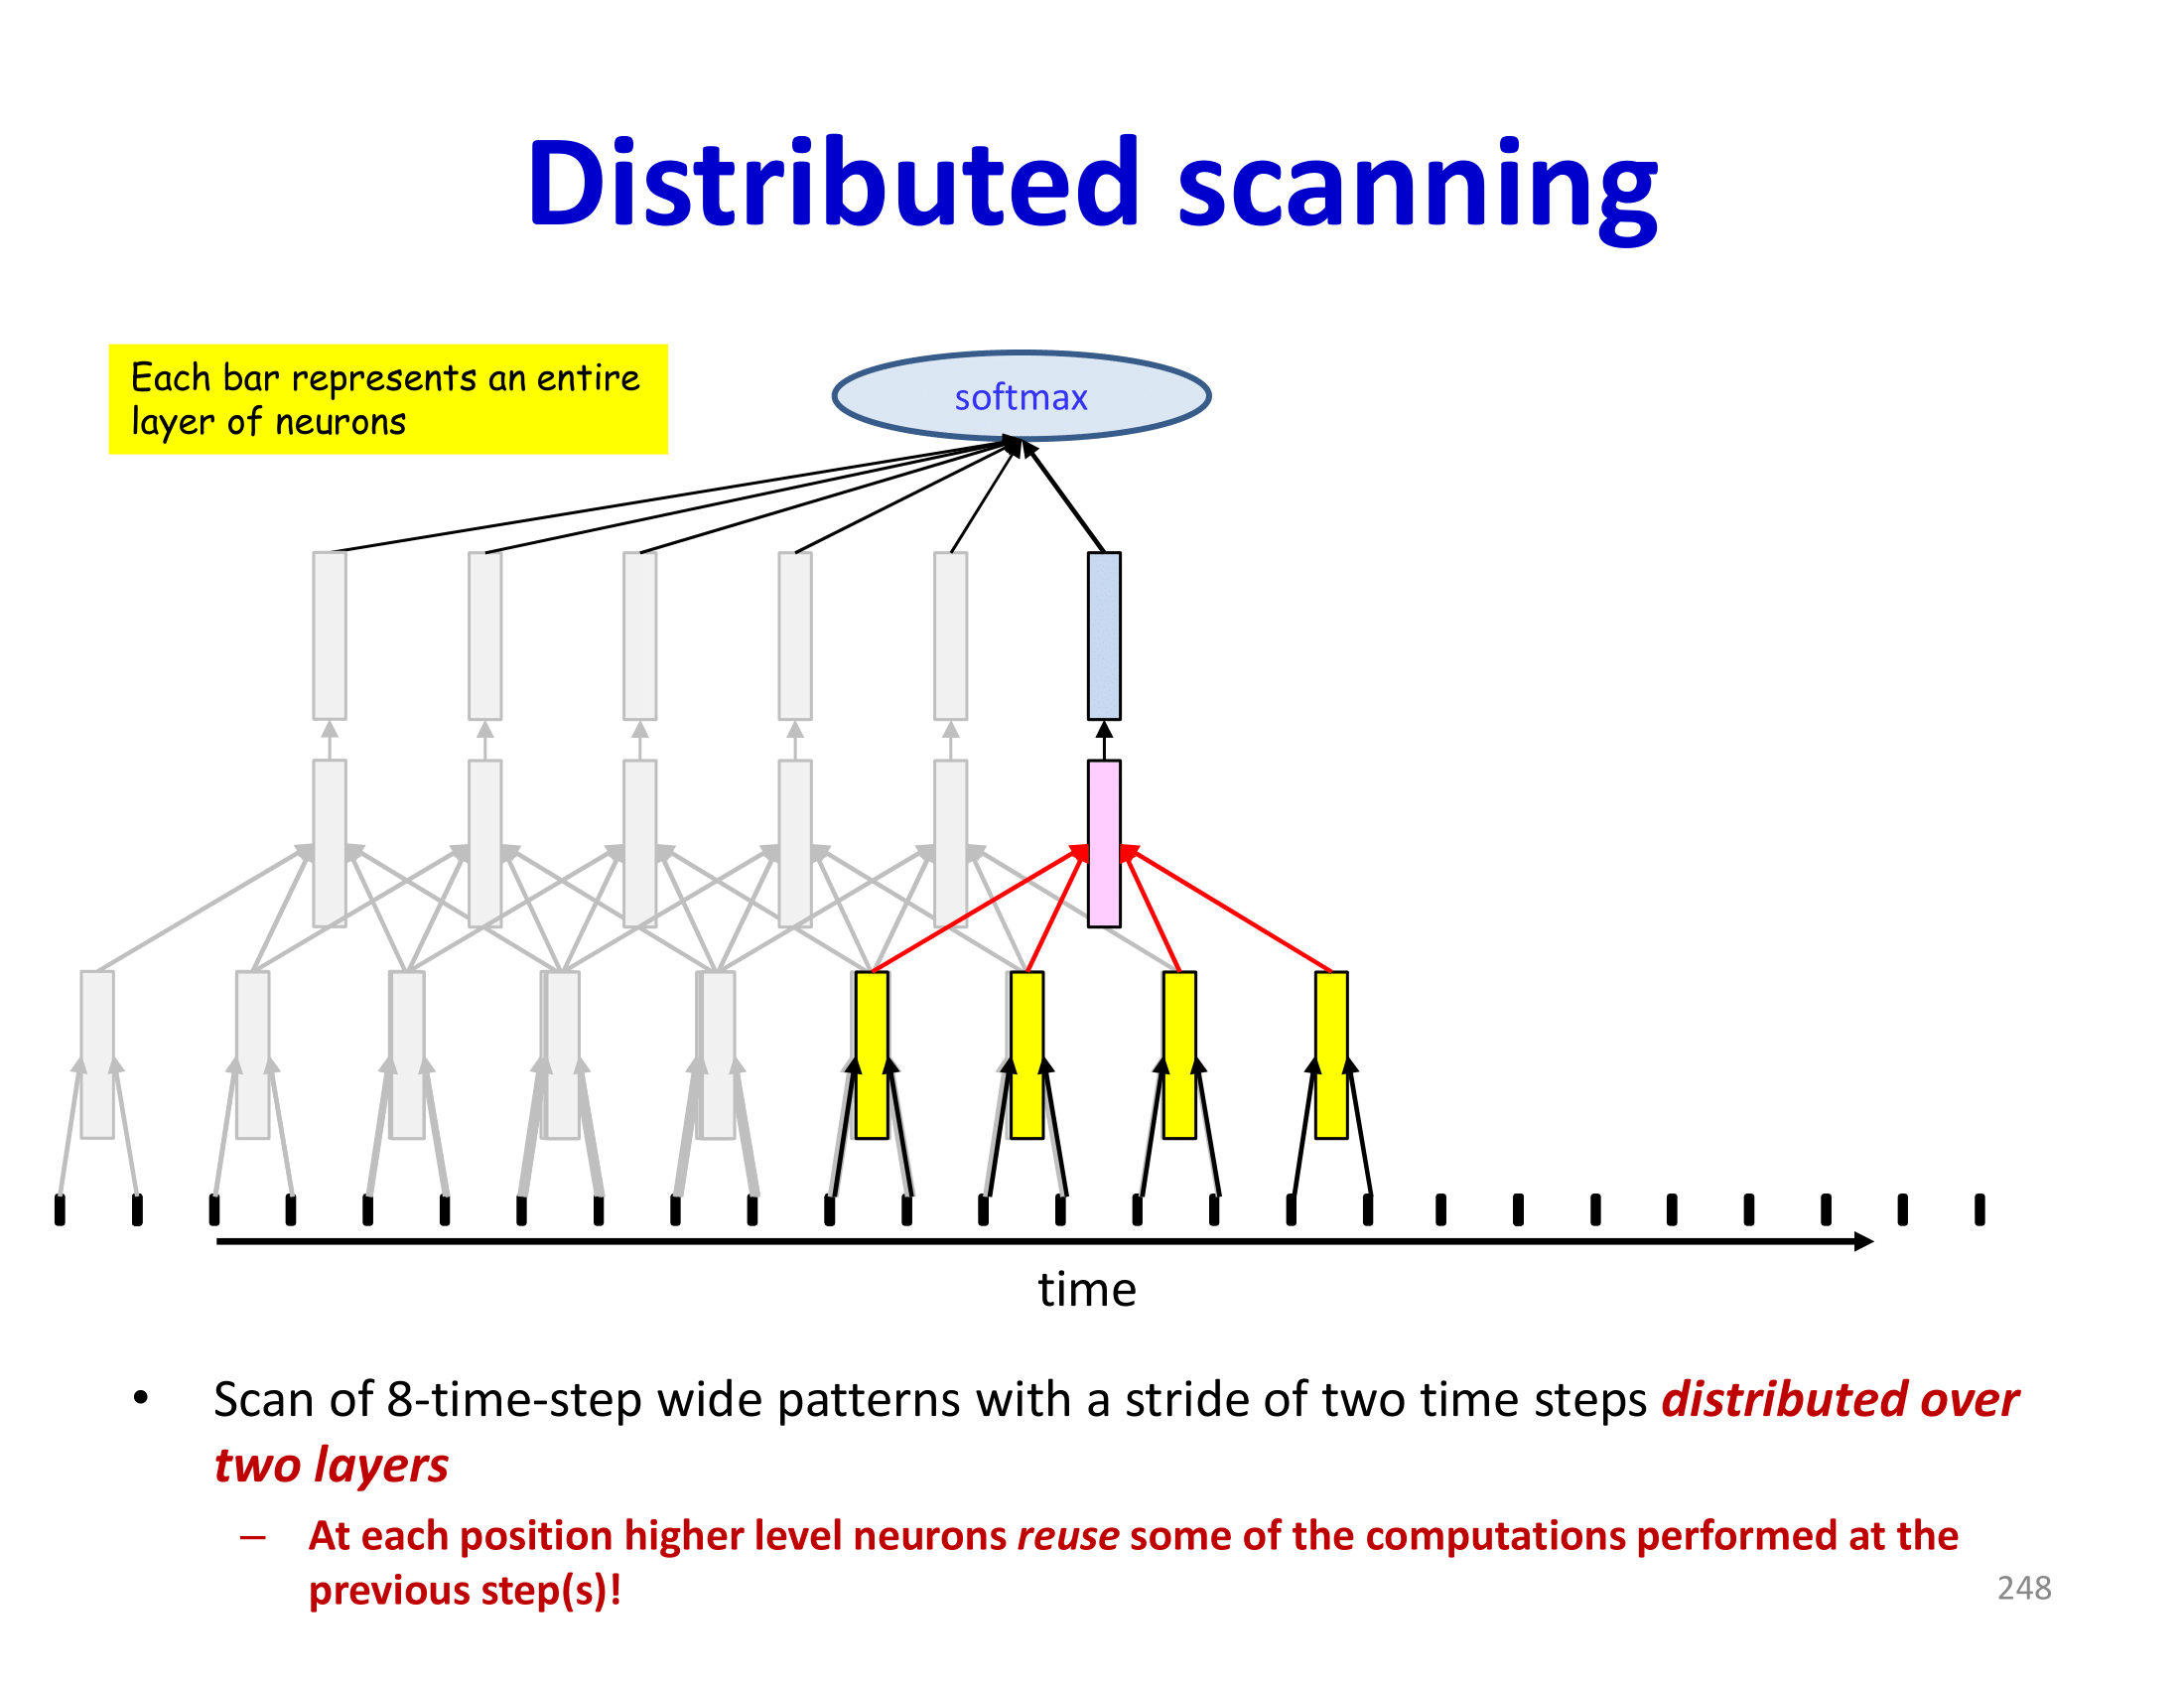 Distributed scanning
Each bar represents an entire
layer of neurons
softmax
time
• Scan of 8-time-step wide patterns with a stride of two time steps distributed over
two layers
– At each position higher level neurons reuse some of the computations performed at the
previous step(s)!
248